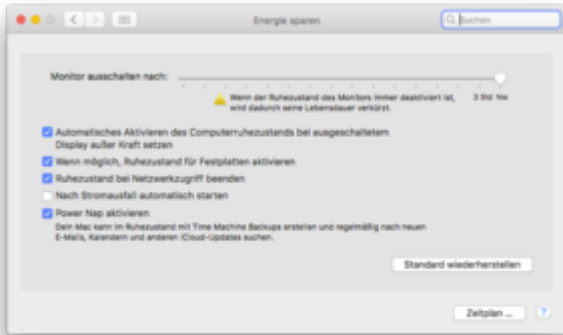 Energie sparen
Suchen
Monitor ausschalten nach:
Wenn der Ruhezustand des Monitors immer deaktiviert ist,
wird dadurch seine Lebensdauer verkürzt.
3 Std Nie
Automatisches Aktivieren des Computerruhezustands bei ausgeschaltetem
Display außer Kraft setzen
Wenn möglich, Ruhezustand für Festplatten aktivieren
Ruhezustand bei Netzwerkzugriff beenden
Nach Stromausfall automatisch starten
Power Nap aktivieren
Dein Mac kann im Ruhezustand mit Time Machine Backups erstellen und regelmäßig nach neuen
E-Mails, Kalendern und anderen iCloud-Updates suchen.
Standard wiederherstellen
Zeitplan ...
?